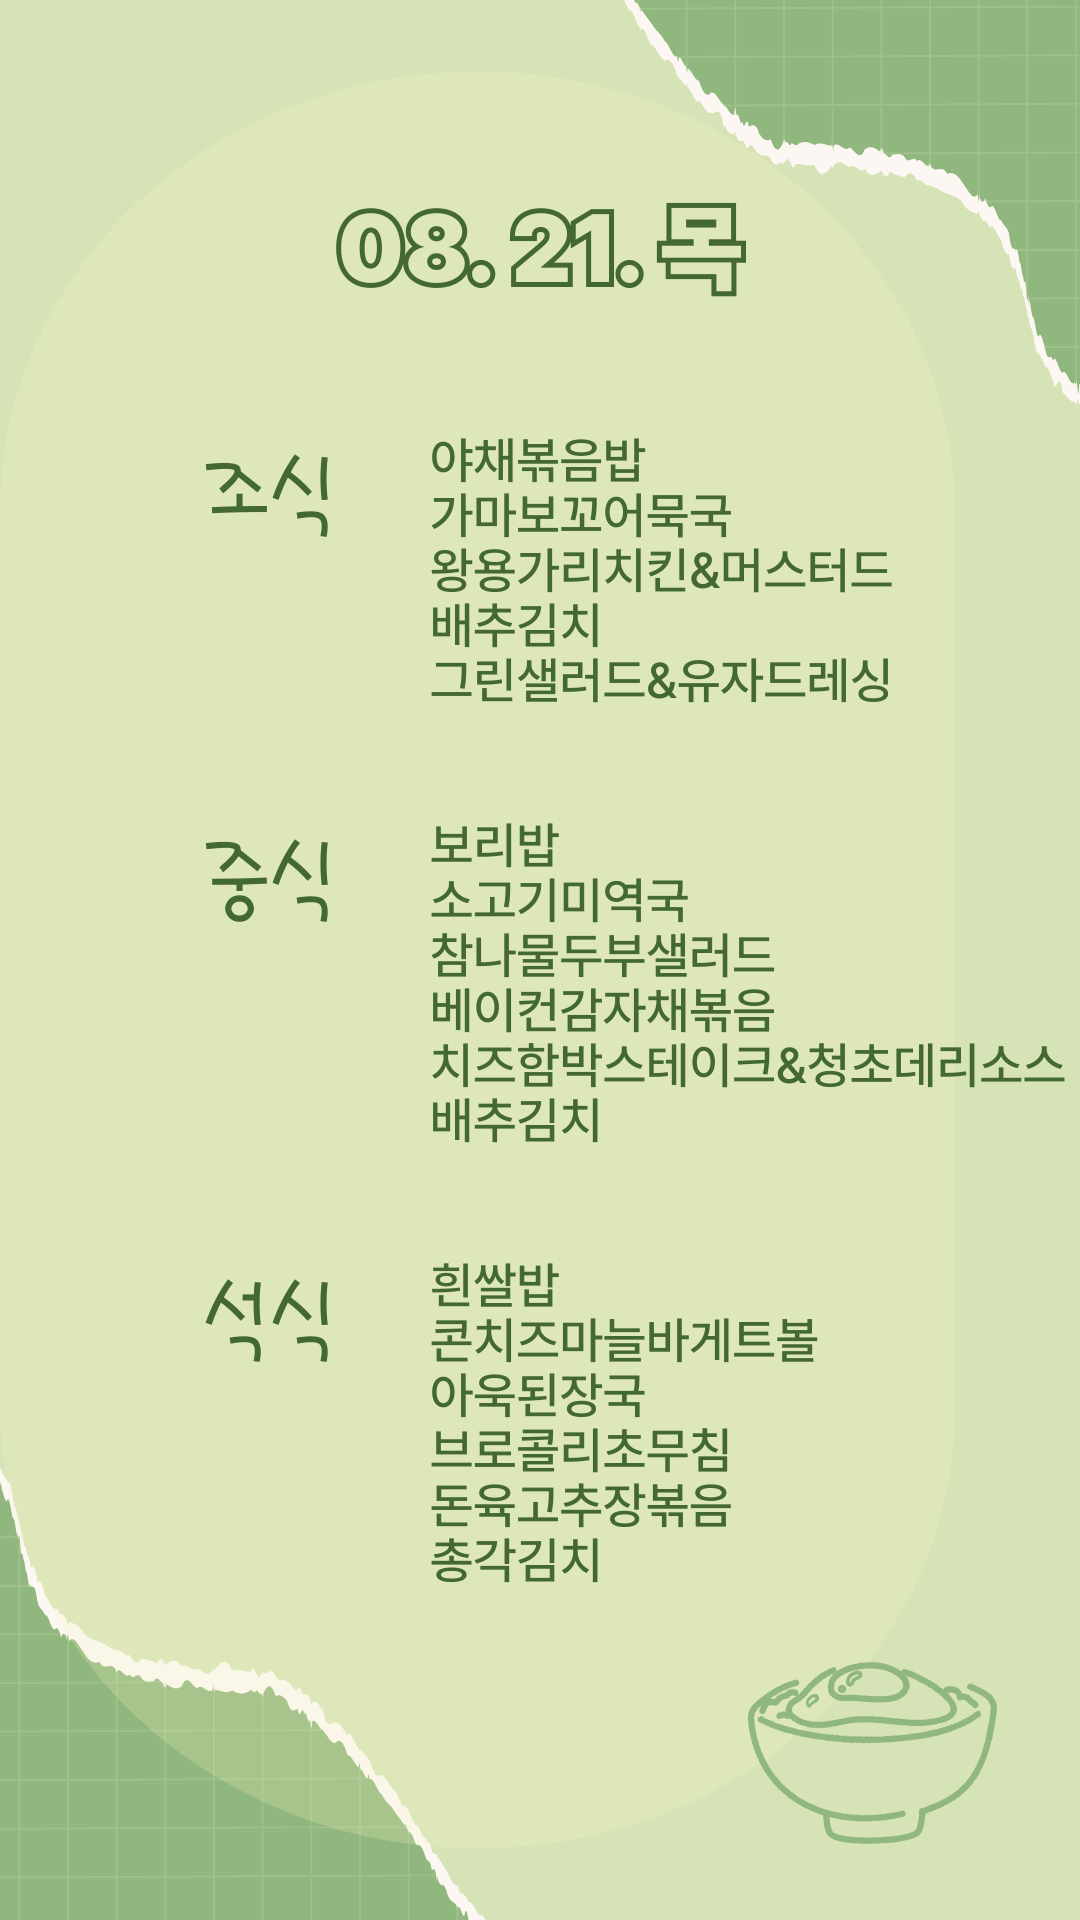 08. 21. 목
조식
야채볶음밥
가마보꼬어묵국
왕용가리치킨&머스터드
배추김치
그린샐러드&유자드레싱
중식
보리밥
소고기미역국
참나물두부샐러드
베이컨감자채볶음
치즈함박스테이크&청초데리소스
배추김치
석식
흰쌀밥
콘치즈마늘바게트볼
아욱된장국
브로콜리초무침
돈육고추장볶음
총각김치